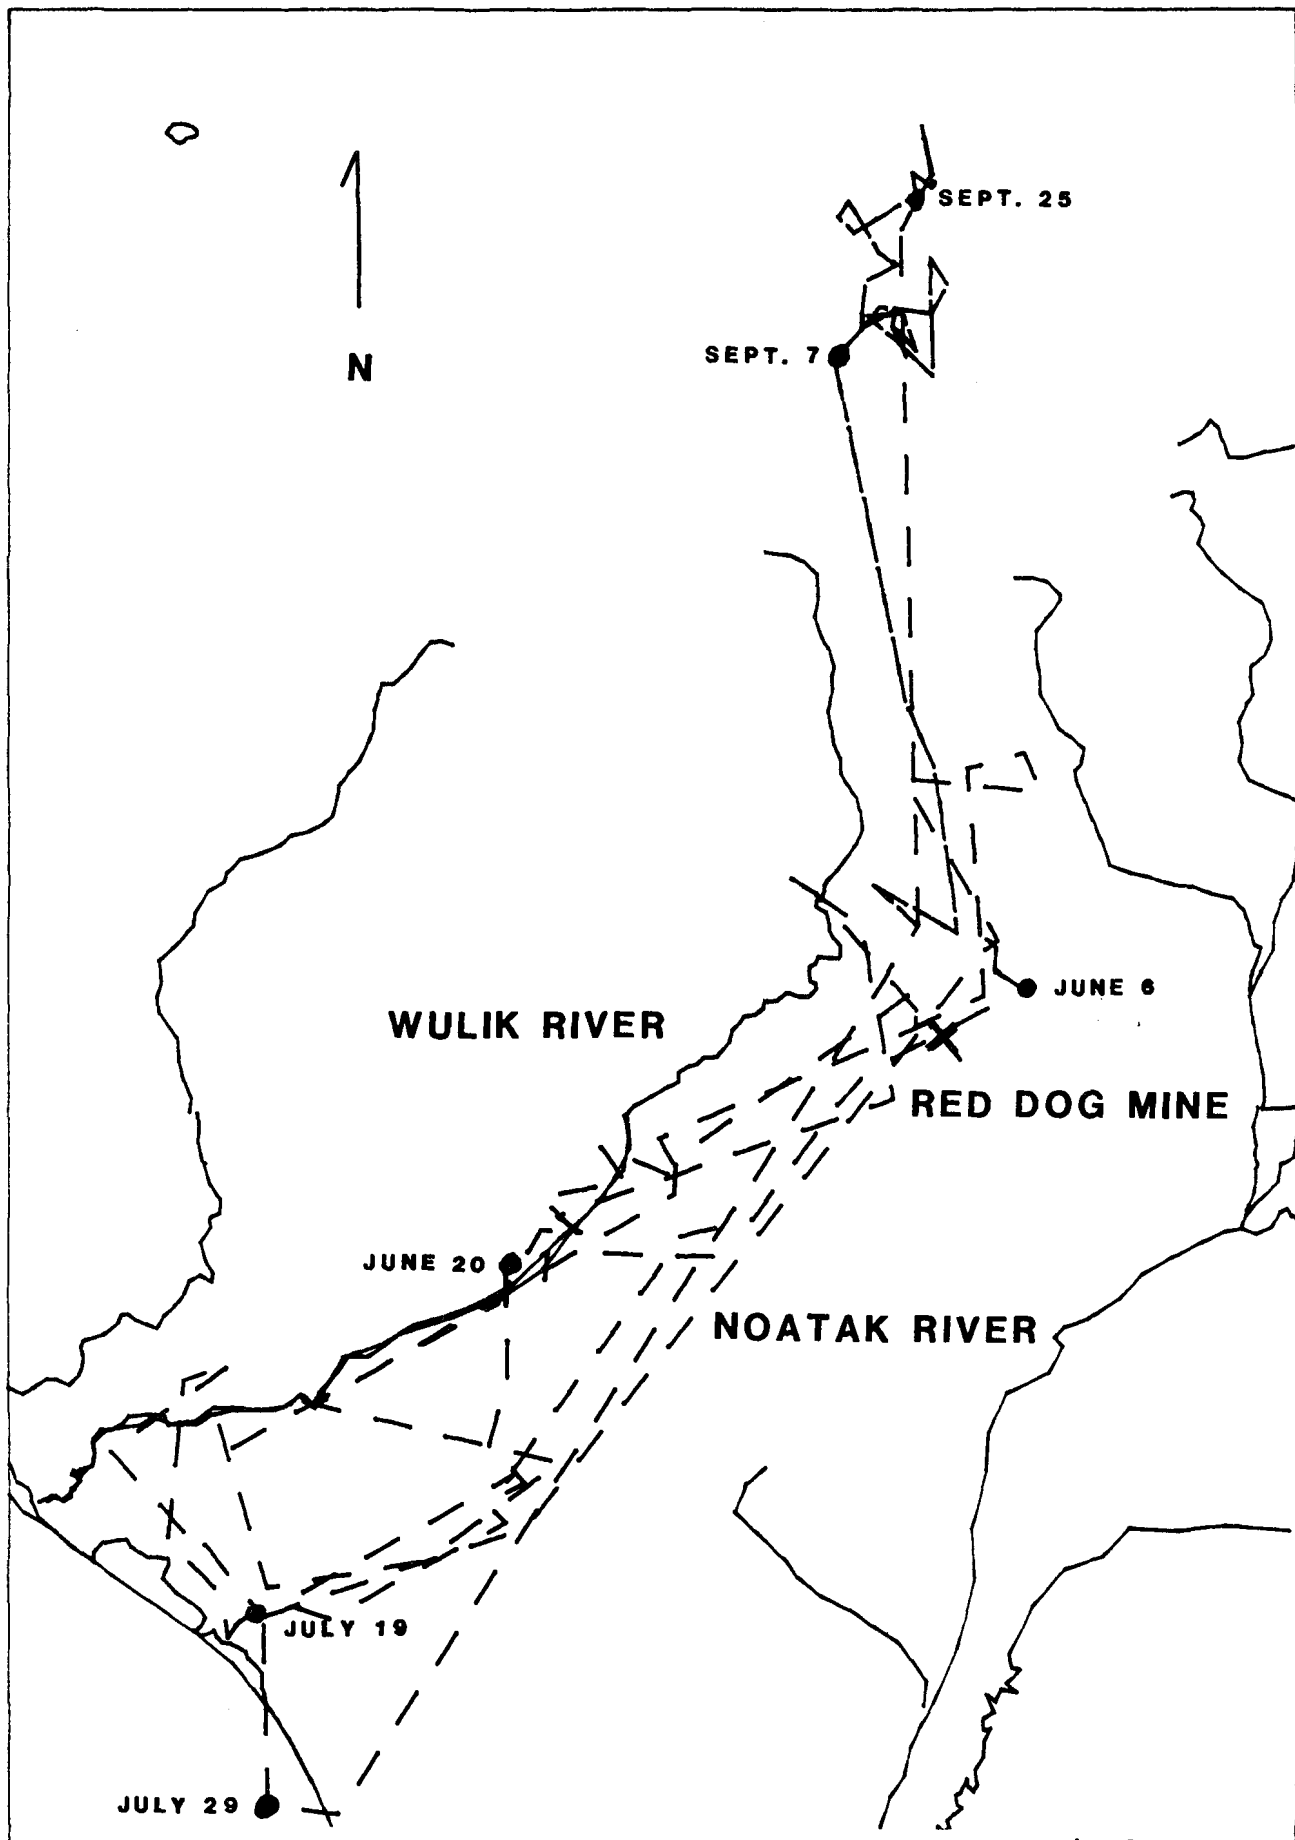 SEPT. 25
SEPT. 7
N
JUNE 6
WULIK RIVER
RED DOG MINE
JUNE 20
NOATAK RIVER
JULY 19
JULY 29